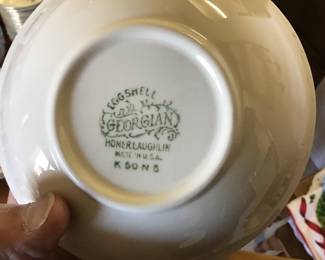 EGGSHELL
GEORGIAN
HOMER LAUGHLIN
MADE IN U.S.A.
K 50 N 5